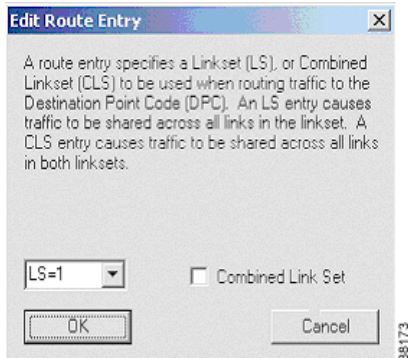 Edit Route Entry
A route entry specifies a Linkset (LS), or Combined
Linkset (CLS) to be used when routing traffic to the
Destination Point Code (DPC). An LS entry causes
traffic to be shared across all links in the linkset. A
CLS entry causes traffic to be shared across all links
in both linksets.
LS=1
Combined Link Set
OK
Cancel